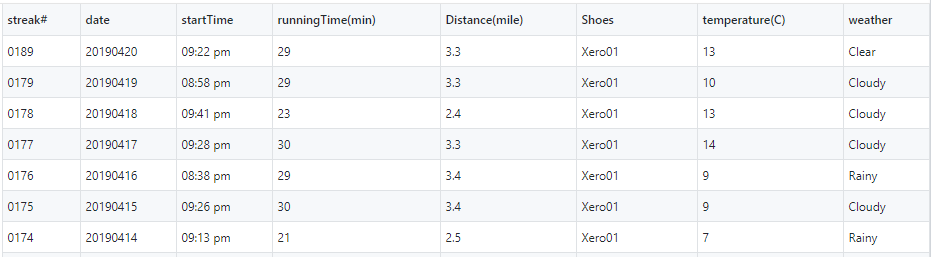 streak# date startTime runningTime(min) Distance(mile) Shoes temperature(C) weather
0189 20190420 09:22 pm 29 3.3 Xero01 13 Clear
0179 20190419 08:58 pm 29 3.3 Xero01 10 Cloudy
0178 20190418 09:41 pm 23 2.4 Xero01 13 Cloudy
0177 20190417 09:28 pm 30 3.3 Xero01 14 Cloudy
0176 20190416 08:38 pm 29 3.4 Xero01 9 Rainy
0175 20190415 09:26 pm 30 3.4 Xero01 9 Cloudy
0174 20190414 09:13 pm 21 2.5 Xero01 7 Rainy